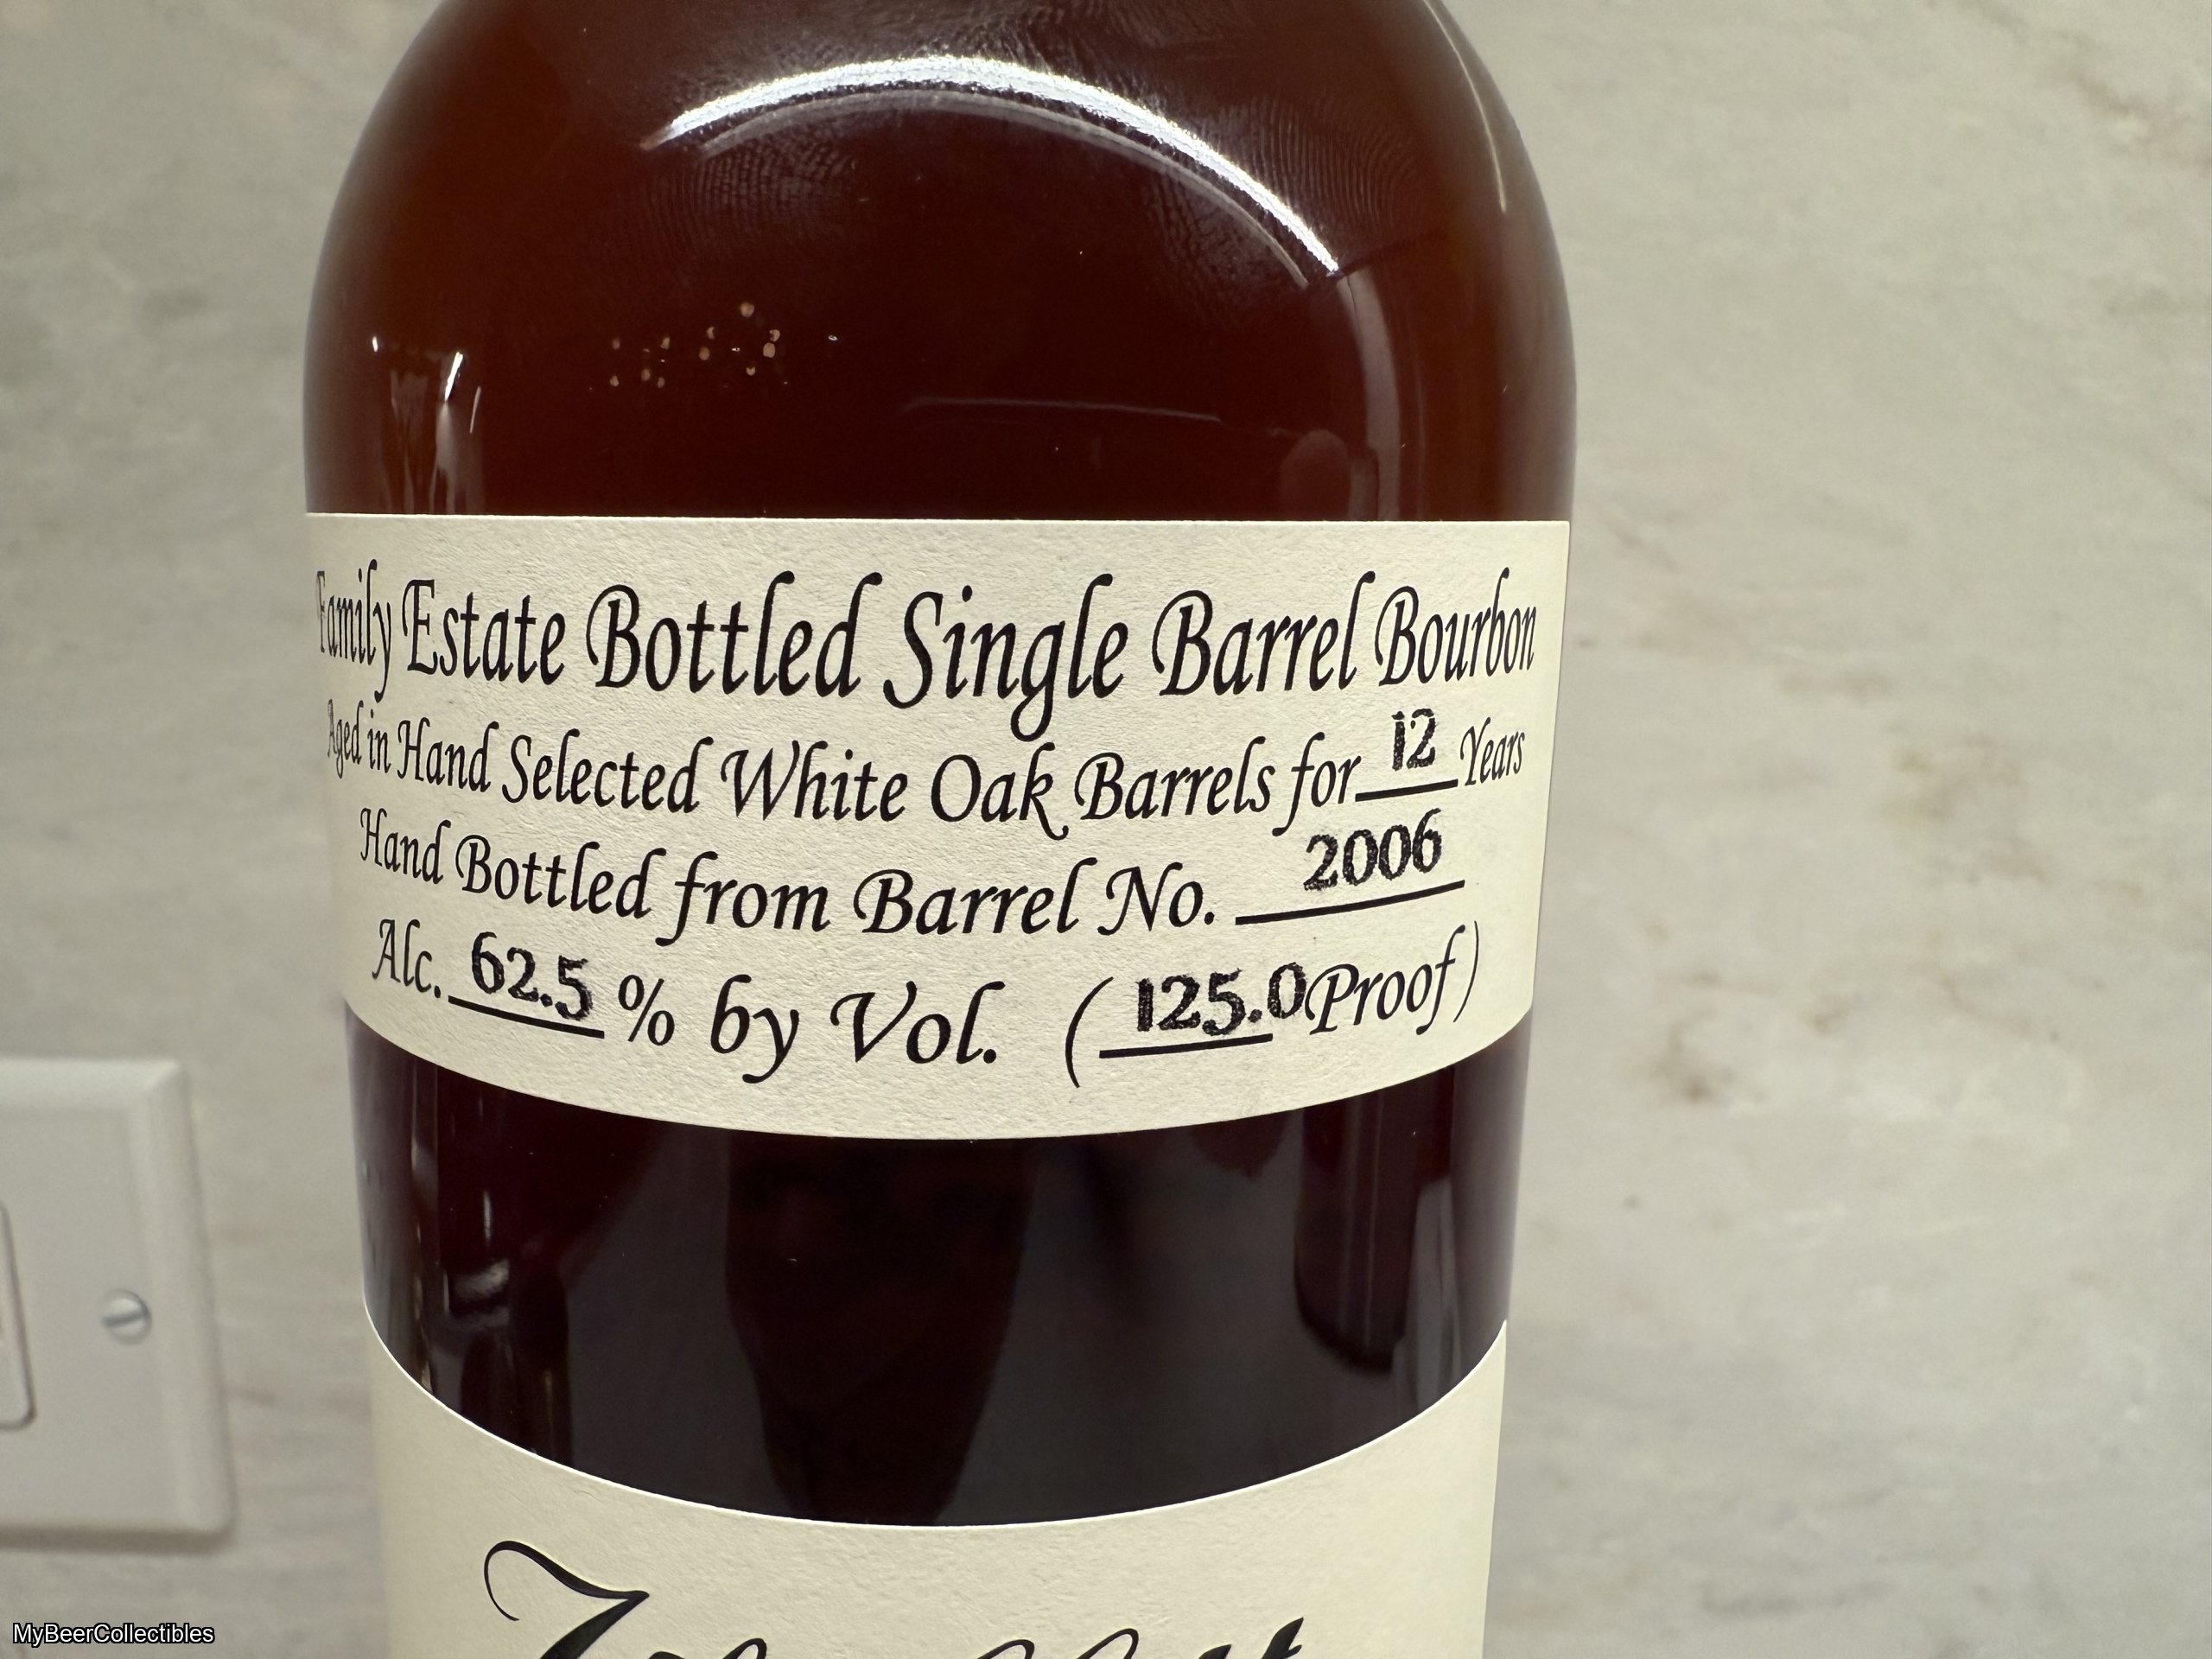 Family Estate Bottled Single Barrel Bourbon
Aged in Hand Selected White Oak Barrels for 12 Years
Hand Bottled from Barrel No. 2006
Alc. 62.5 % by Vol. ( 125.0 Proof )
MyBeerCollectibles